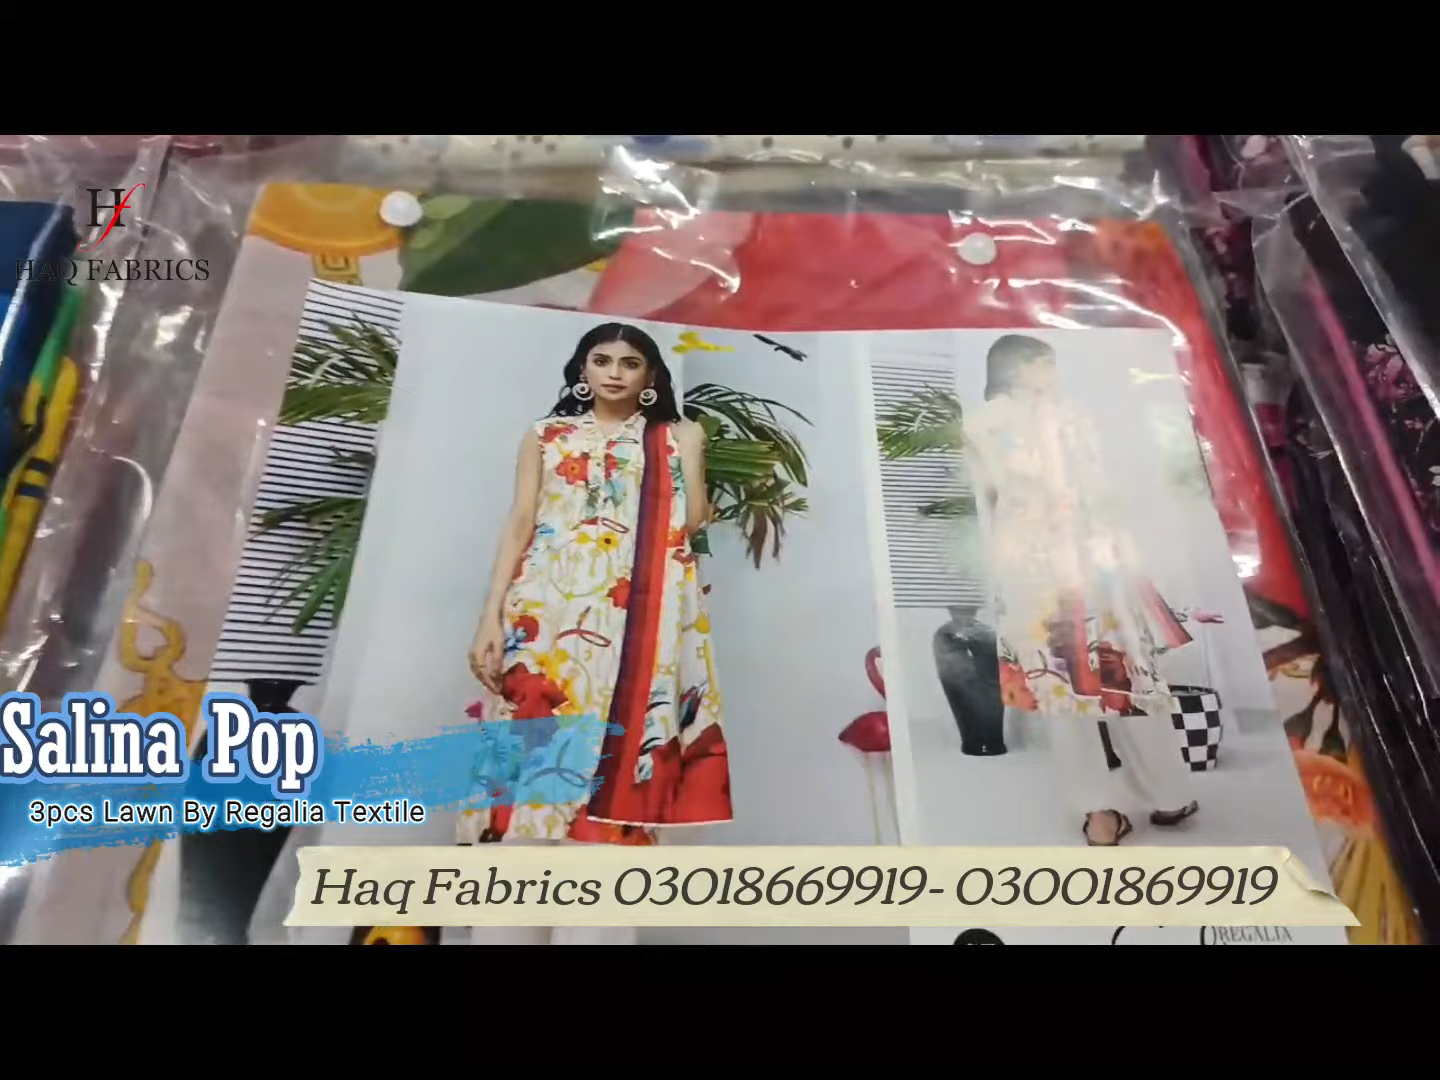 Hf
HAQ FABRICS
Salina Pop
3pcs Lawn By Regalia Textile
Haq Fabrics 03018669919- 03001869919
REGALIA